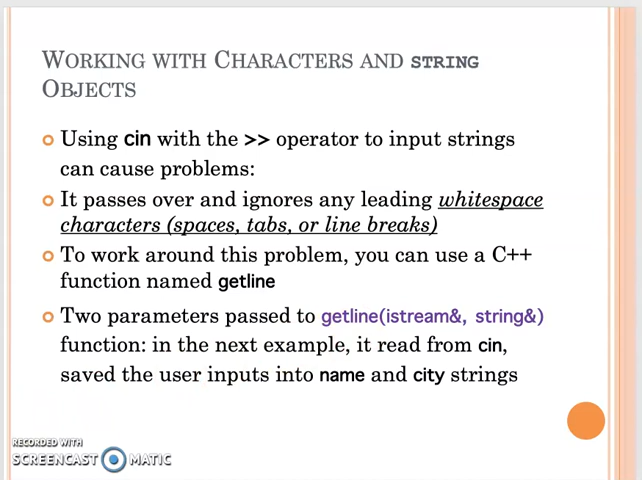 WORKING WITH CHARACTERS AND STRING
OBJECTS
Using cin with the >> operator to input strings
can cause problems:
It passes over and ignores any leading whitespace
characters (spaces, tabs, or line breaks)
To work around this problem, you can use a C++
function named getline
Two parameters passed to getline(istream&, string&)
function: in the next example, it read from cin,
saved the user inputs into name and city strings
RECORDED WITH
SCREENCAST MATIC